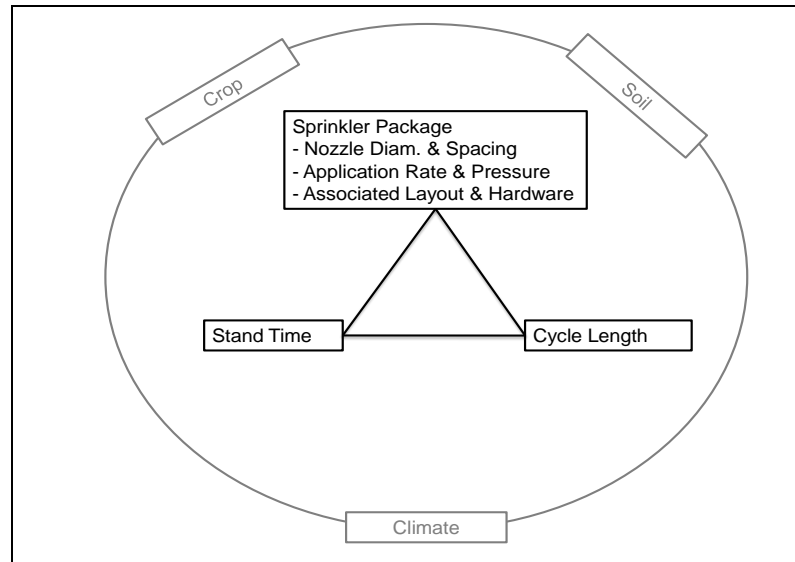 Crop
Soil
Sprinkler Package
- Nozzle Diam. & Spacing
- Application Rate & Pressure
- Associated Layout & Hardware
Stand Time
Cycle Length
Climate